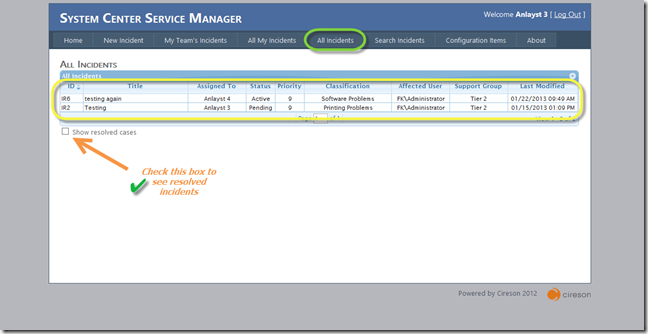 System Center Service Manager
Welcome Anlayst 3 [ Log Out ]
Home New Incident My Team's Incidents All My Incidents All Incidents Search Incidents Configuration Items About
All Incidents
All Incidents
ID Title Assigned To Status Priority Classification Affected User Support Group Last Modified
IR6 testing again Anlayst 4 Active 9 Software Problems FK\Administrator Tier 2 01/22/2013 09:49 AM
IR2 Testing Anlayst 3 Pending 9 Printing Problems FK\Administrator Tier 2 01/15/2013 01:09 PM
Show resolved cases
Check this box to
see resolved
incidents
Powered by Cireson 2012 cireson